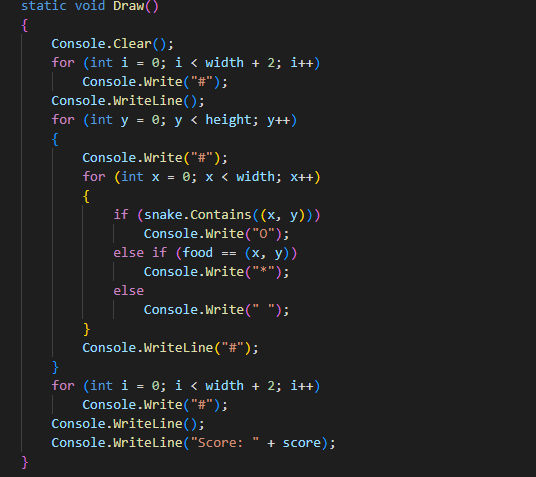 static void Draw()
{
    Console.Clear();
    for (int i = 0; i < width + 2; i++)
        Console.Write("#");
    Console.WriteLine();
    for (int y = 0; y < height; y++)
    {
        Console.Write("#");
        for (int x = 0; x < width; x++)
        {
            if (snake.Contains((x, y)))
                Console.Write("O");
            else if (food == (x, y))
                Console.Write("*");
            else
                Console.Write(" ");
        }
        Console.WriteLine("#");
    }
    for (int i = 0; i < width + 2; i++)
        Console.Write("#");
    Console.WriteLine();
    Console.WriteLine("Score: " + score);
}